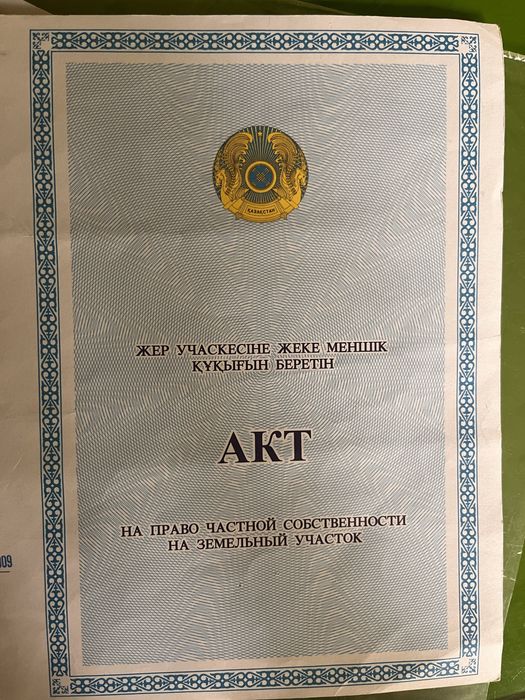 ҚАЗАҚСТАН
ЖЕР УЧАСКЕСІНЕ ЖЕКЕ МЕНШІК
ҚҰҚЫҒЫН БЕРЕТІН
АКТ
НА ПРАВО ЧАСТНОЙ СОБСТВЕННОСТИ
НА ЗЕМЕЛЬНЫЙ УЧАСТОК